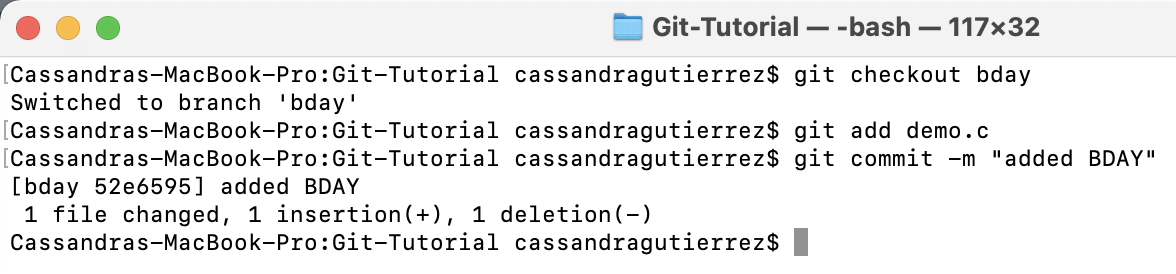 Git-Tutorial — -bash — 117×32
[Cassandras-MacBook-Pro:Git-Tutorial cassandragutierrez$ git checkout bday
Switched to branch 'bday'
[Cassandras-MacBook-Pro:Git-Tutorial cassandragutierrez$ git add demo.c
[Cassandras-MacBook-Pro:Git-Tutorial cassandragutierrez$ git commit -m "added BDAY"
[bday 52e6595] added BDAY
 1 file changed, 1 insertion(+), 1 deletion(-)
Cassandras-MacBook-Pro:Git-Tutorial cassandragutierrez$